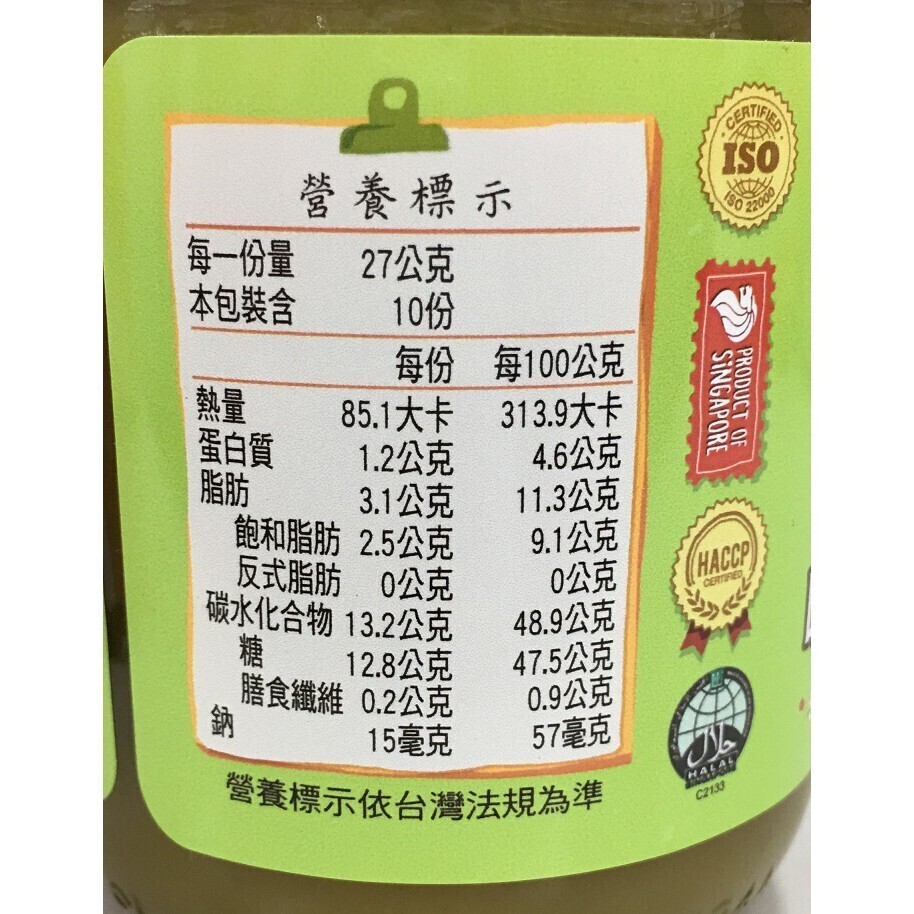 營養標示
每一份量 27公克
本包裝含 10份
每份 每100公克
熱量 85.1大卡 313.9大卡
蛋白質 1.2公克 4.6公克
脂肪 3.1公克 11.3公克
飽和脂肪 2.5公克 9.1公克
反式脂肪 0公克 0公克
碳水化合物 13.2公克 48.9公克
糖 12.8公克 47.5公克
膳食纖維 0.2公克 0.9公克
鈉 15毫克 57毫克
營養標示依台灣法規為準
CERTIFIED
ISO
ISO 22000
PRODUCT OF
SINGAPORE
HACCP
CERTIFIED
حلال
HALAL
C2133